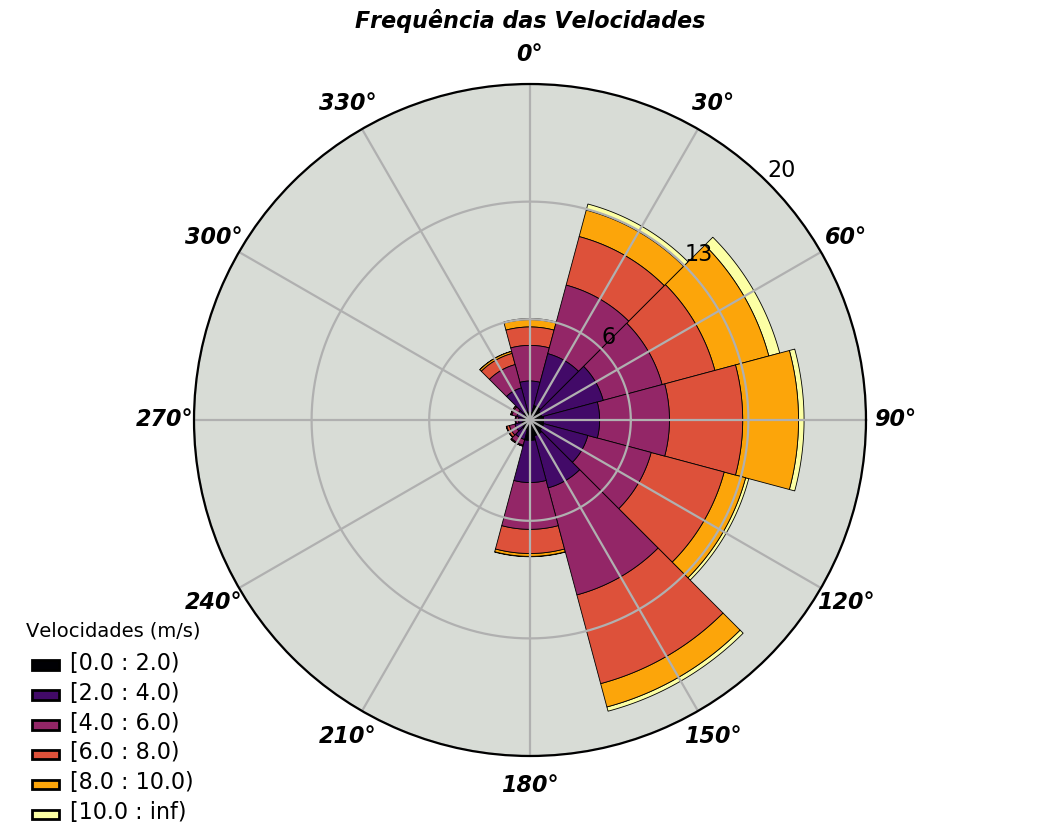 Frequência das Velocidades
0°
330°
30°
20
300°
60°
13
6
270°
90°
240°
120°
210°
150°
180°
Velocidades (m/s)
[0.0 : 2.0)
[2.0 : 4.0)
[4.0 : 6.0)
[6.0 : 8.0)
[8.0 : 10.0)
[10.0 : inf)